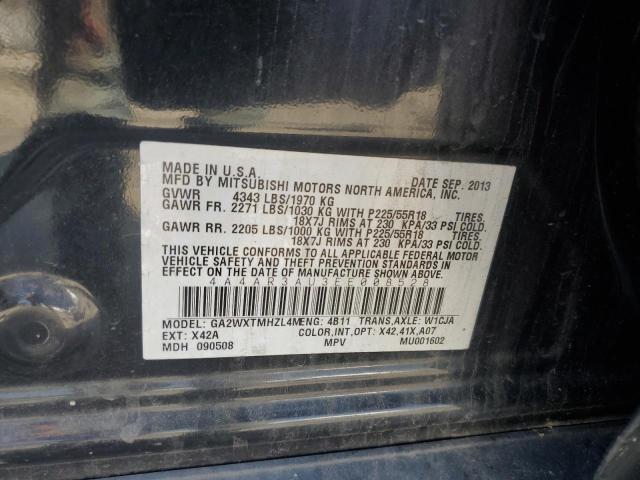 MADE IN U.S.A. DATE SEP. 2013
MFD BY MITSUBISHI MOTORS NORTH AMERICA, INC.
GVWR 4343 LBS/1970 KG
GAWR FR. 2271 LBS/1030 KG WITH P225/55R18 TIRES.
18X7J RIMS AT 230 KPA/33 PSI COLD.
GAWR RR. 2205 LBS/1000 KG WITH P225/55R18 TIRES.
18X7J RIMS AT 230 KPA/33 PSI COLD.
THIS VEHICLE CONFORMS TO ALL APPLICABLE FEDERAL MOTOR
VEHICLE SAFETY AND THEFT PREVENTION STANDARDS IN
EFFECT ON THE DATE OF MANUFACTURE SHOWN ABOVE.
4A4AR3AU3EE008528
MODEL: GA2WXTMHZL4M ENG: 4B11 TRANS,AXLE: W1CJA
EXT: X42A COLOR,INT,OPT: X42,41X,A07
MDH 090508 MPV MU001602